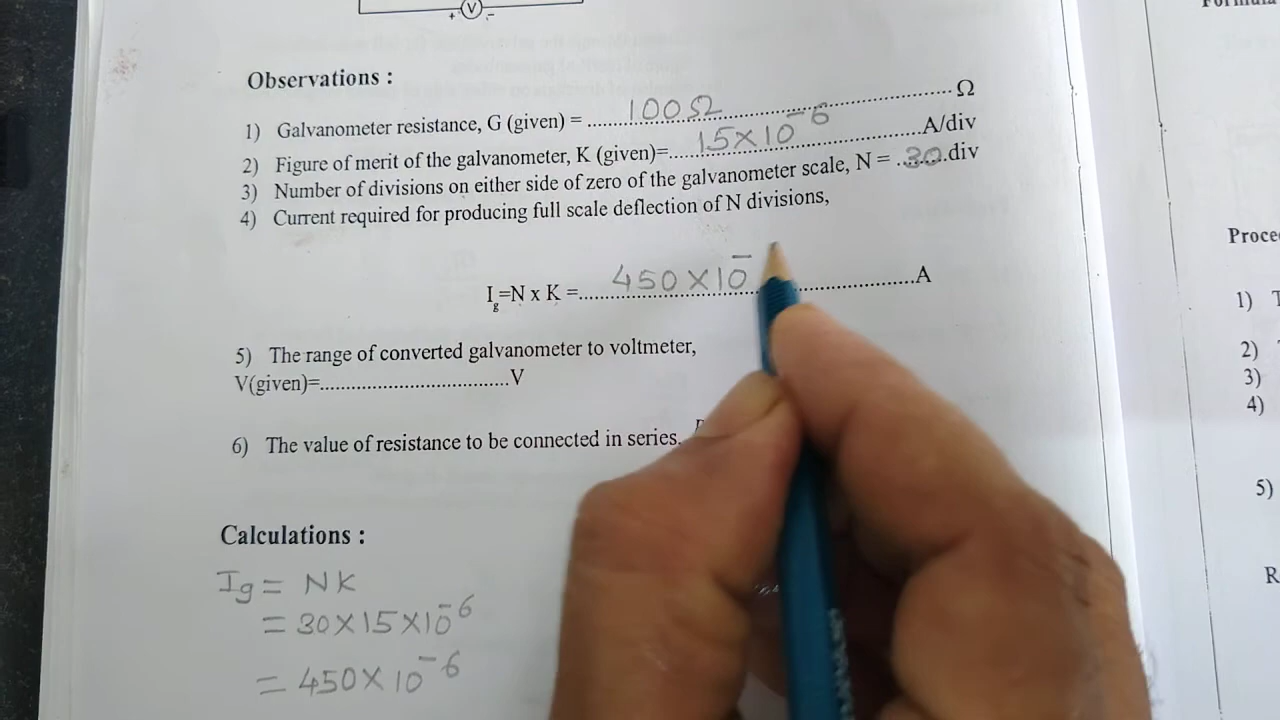 + V -
Observations :
1) Galvanometer resistance, G (given) = ............100Ω............Ω
2) Figure of merit of the galvanometer, K (given)=....15×10⁻⁶............A/div
3) Number of divisions on either side of zero of the galvanometer scale, N = .30.div
4) Current required for producing full scale deflection of N divisions,
Ig=N x K =......450×10⁻............A
5) The range of converted galvanometer to voltmeter,
V(given)=..................................V
6) The value of resistance to be connected in series.
Calculations :
Ig = NK
= 30×15×10⁻⁶
= 450×10⁻⁶
Proce
1) T
2)
3)
4)
5)
R